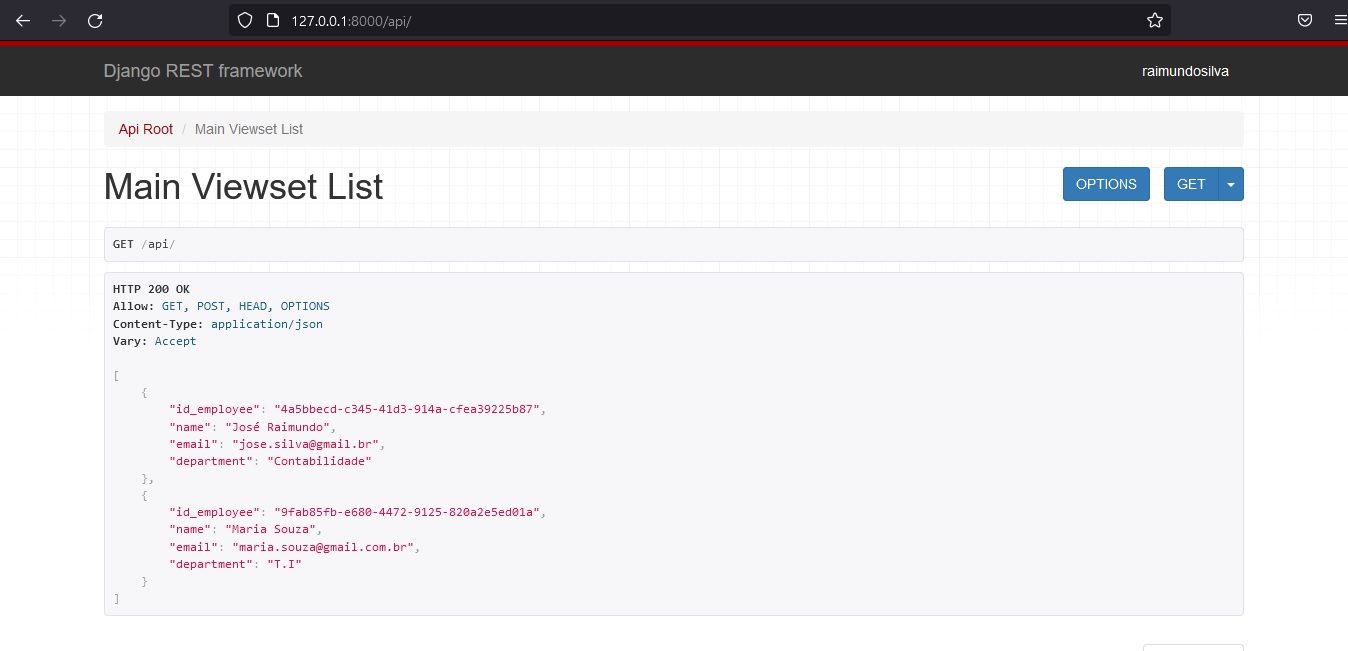 127.0.0.1:8000/api/
Django REST framework
raimundosilva
Api Root / Main Viewset List
Main Viewset List
OPTIONS
GET
GET /api/
HTTP 200 OK
Allow: GET, POST, HEAD, OPTIONS
Content-Type: application/json
Vary: Accept
[
    {
        "id_employee": "4a5bbecd-c345-41d3-914a-cfea39225b87",
        "name": "José Raimundo",
        "email": "jose.silva@gmail.br",
        "department": "Contabilidade"
    },
    {
        "id_employee": "9fab85fb-e680-4472-9125-820a2e5ed01a",
        "name": "Maria Souza",
        "email": "maria.souza@gmail.com.br",
        "department": "T.I"
    }
]